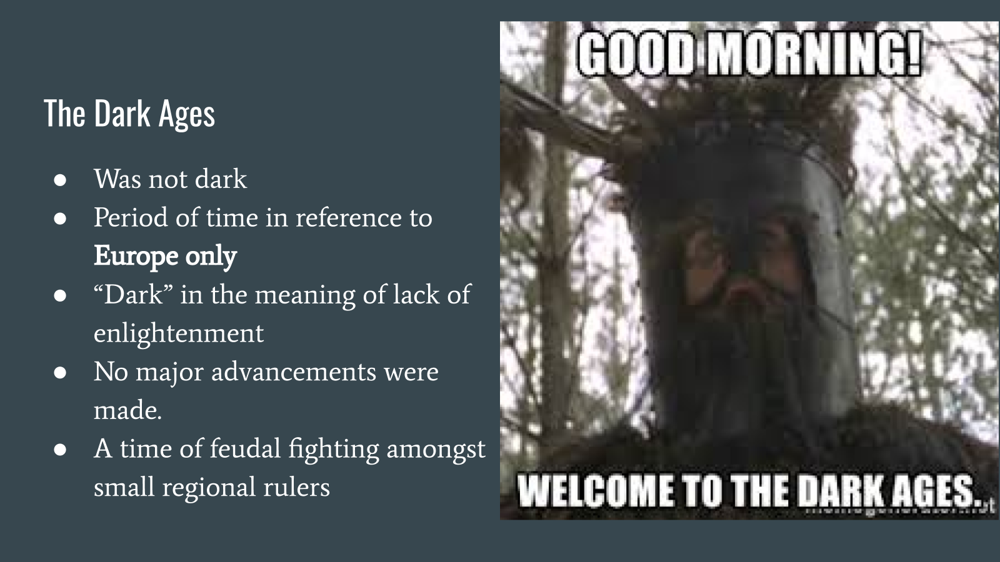 The Dark Ages
● Was not dark
● Period of time in reference to
Europe only
● “Dark” in the meaning of lack of
enlightenment
● No major advancements were
made.
● A time of feudal fighting amongst
small regional rulers
GOOD MORNING!
WELCOME TO THE DARK AGES.